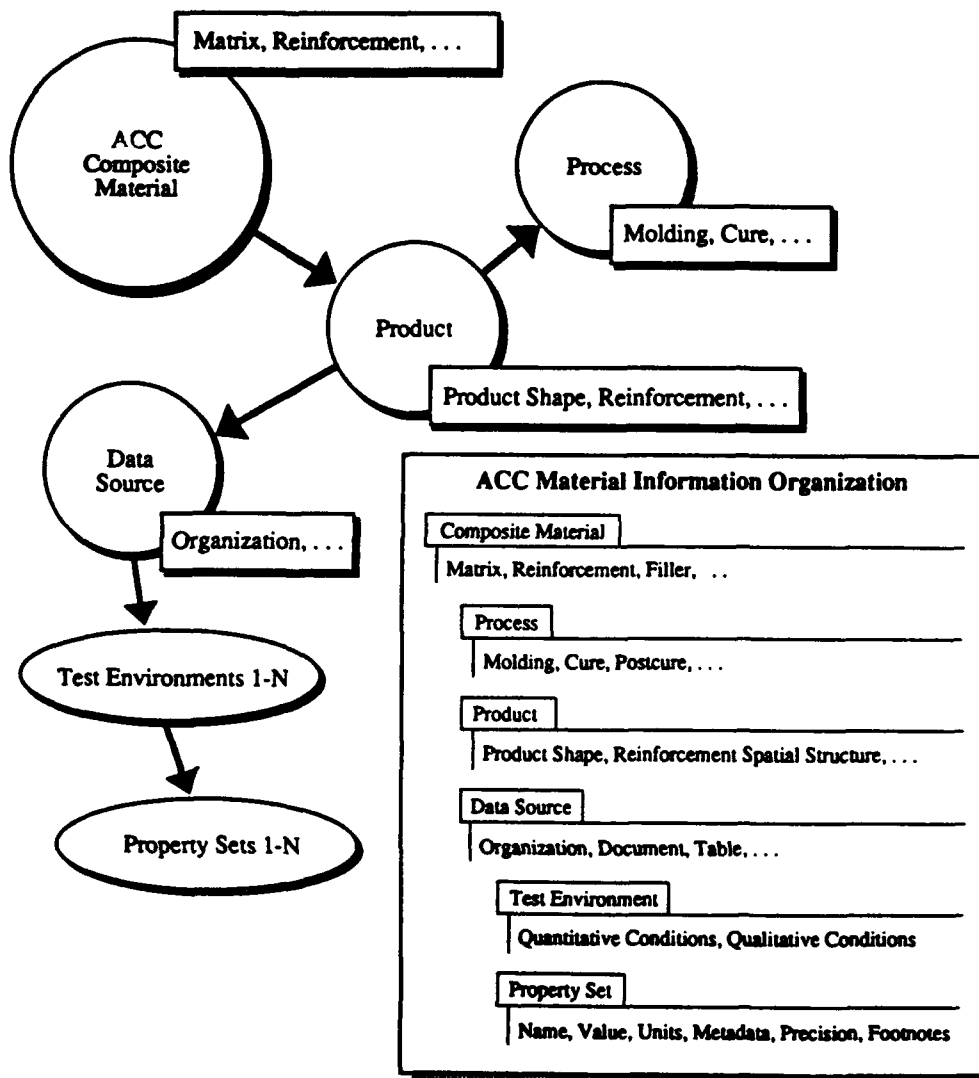 Matrix, Reinforcement, . . .
ACC
Composite
Material
Process
Molding, Cure, . . .
Product
Product Shape, Reinforcement, . . .
Data
Source
Organization, . . .
Test Environments 1-N
Property Sets 1-N
ACC Material Information Organization
Composite Material
Matrix, Reinforcement, Filler, . . .
Process
Molding, Cure, Postcure, . . .
Product
Product Shape, Reinforcement Spatial Structure, . . .
Data Source
Organization, Document, Table, . . .
Test Environment
Quantitative Conditions, Qualitative Conditions
Property Set
Name, Value, Units, Metadata, Precision, Footnotes